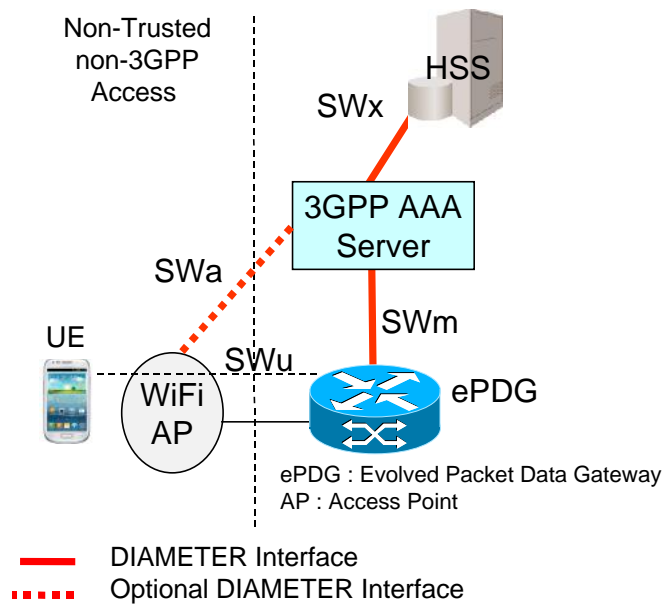 Non-Trusted
non-3GPP
Access
HSS
SWx
3GPP AAA
Server
SWa
SWm
UE
SWu
WiFi
AP
ePDG
ePDG : Evolved Packet Data Gateway
AP : Access Point
DIAMETER Interface
Optional DIAMETER Interface